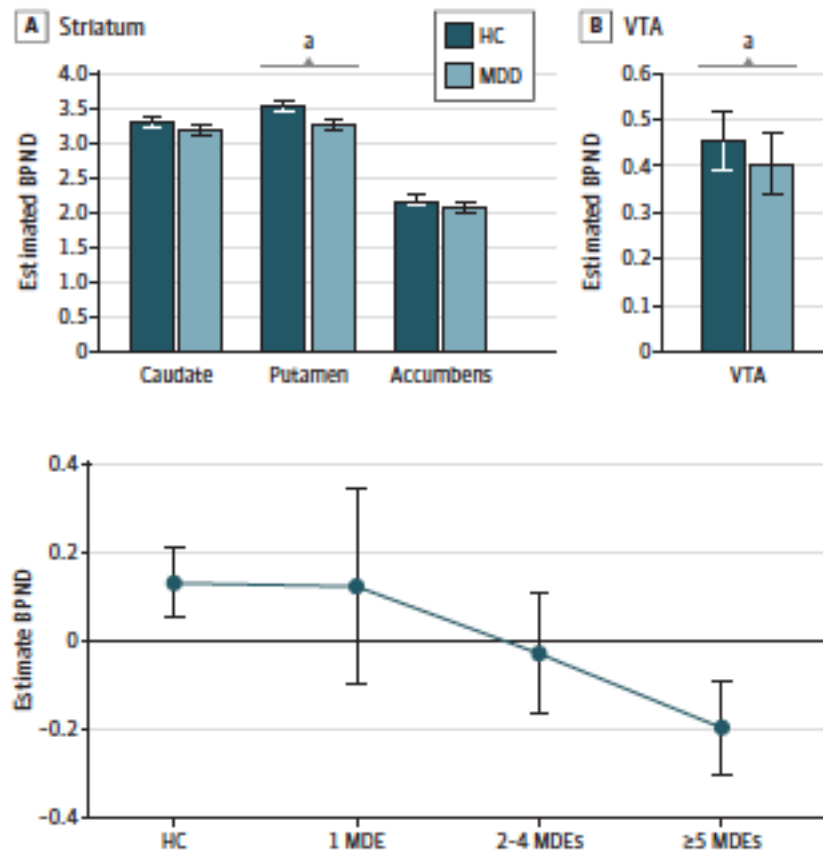 A Striatum
a
HC
MDD
Estimated BPND
4.0
3.5
3.0
2.5
2.0
1.5
1.0
0.5
0
Caudate Putamen Accumbens
B VTA
a
Estimated BPND
0.6
0.5
0.4
0.3
0.2
0.1
0
VTA
Estimate BPND
0.4
0.2
0
-0.2
-0.4
HC 1 MDE 2-4 MDEs ≥5 MDEs